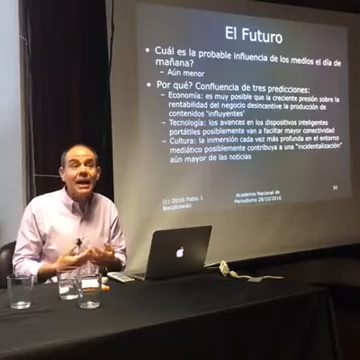 El Futuro
• Cuál es la probable influencia de los medios el día de
mañana?
– Aún menor
• Por qué? Confluencia de tres predicciones:
– Economía: es muy posible que la creciente presión sobre la
rentabilidad del negocio desincentive la producción de
contenidos 'influyentes'
– Tecnología: los avances en los dispositivos inteligentes
portátiles posiblemente van a facilitar mayor conectividad
– Cultura: la inmersión cada vez más profunda en el entorno
mediático posiblemente contribuya a una "incidentalización"
aún mayor de las noticias
(c) 2016 Pablo J.
Boczkowski
Academia Nacional de
Periodismo 28/10/2016